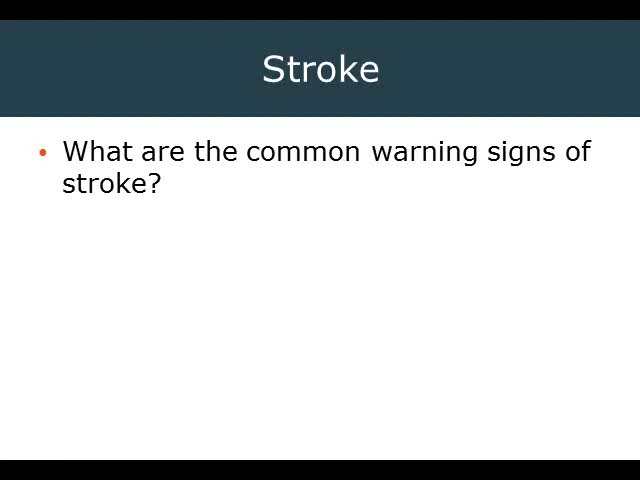 Stroke
• What are the common warning signs of
stroke?